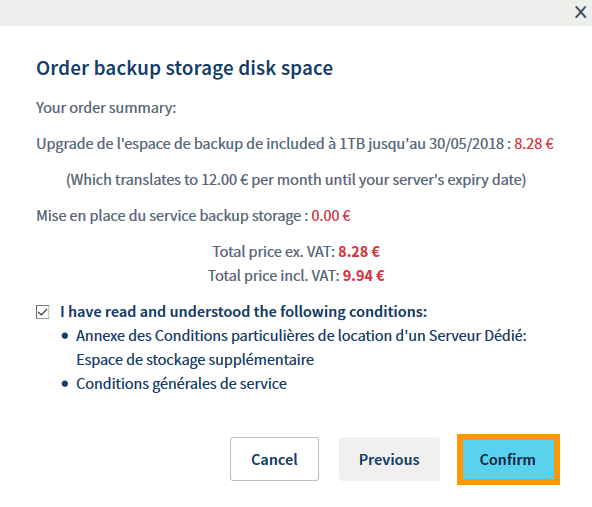 Order backup storage disk space
Your order summary:
Upgrade de l'espace de backup de included à 1TB jusqu'au 30/05/2018 : 8.28 €
(Which translates to 12.00 € per month until your server's expiry date)
Mise en place du service backup storage : 0.00 €
Total price ex. VAT: 8.28 €
Total price incl. VAT: 9.94 €
I have read and understood the following conditions:
• Annexe des Conditions particulières de location d'un Serveur Dédié:
Espace de stockage supplémentaire
• Conditions générales de service
Cancel Previous Confirm